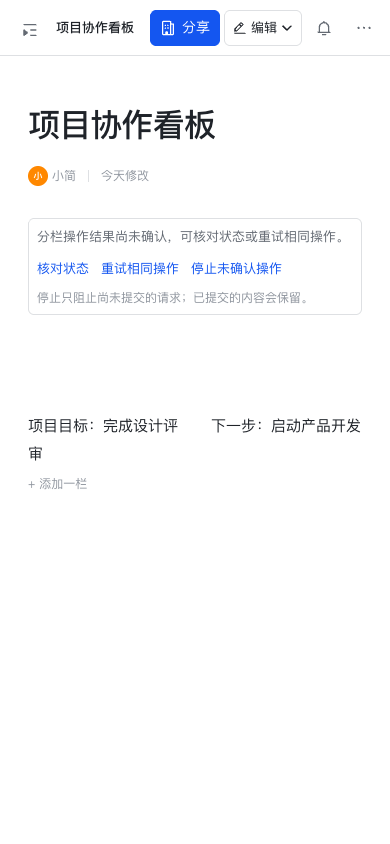 项目协作看板 分享 编辑
项目协作看板
小 小简 今天修改
分栏操作结果尚未确认，可核对状态或重试相同操作。
核对状态 重试相同操作 停止未确认操作
停止只阻止尚未提交的请求；已提交的内容会保留。
项目目标：完成设计评审
下一步：启动产品开发
+ 添加一栏